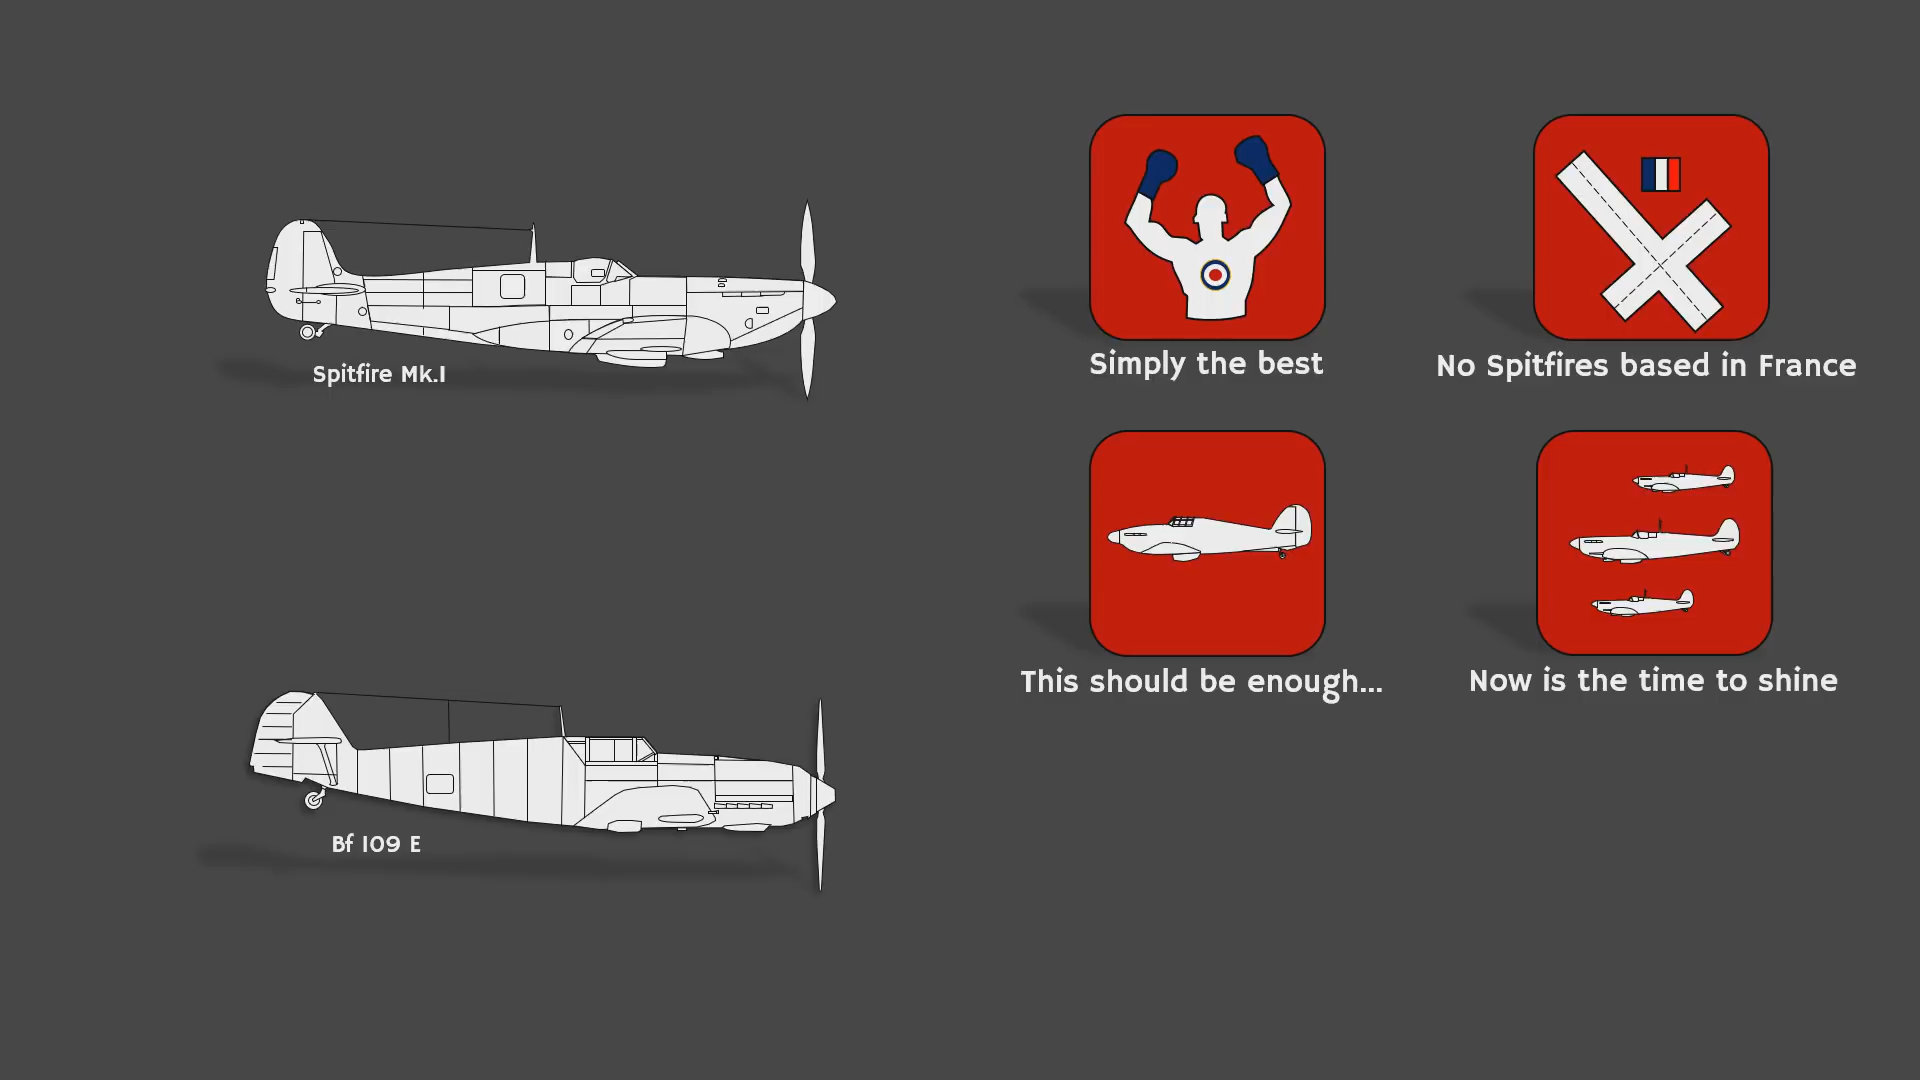 Spitfire Mk.I
Bf 109 E
Simply the best
No Spitfires based in France
This should be enough...
Now is the time to shine